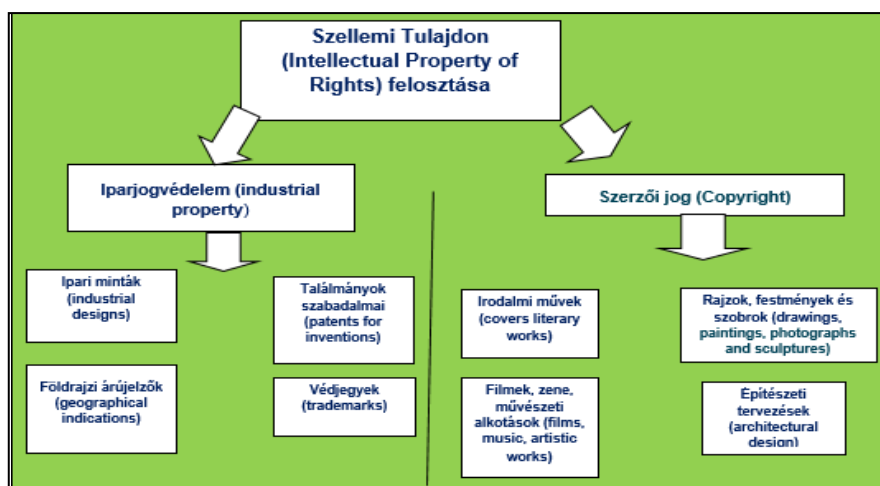 Szellemi Tulajdon
(Intellectual Property of
Rights) felosztása
Iparjogvédelem (industrial
property)
Szerzői jog (Copyright)
Ipari minták
(industrial
designs)
Találmányok
szabadalmai
(patents for
inventions)
Irodalmi művek
(covers literary
works)
Rajzok, festmények és
szobrok (drawings,
paintings, photographs
and sculptures)
Földrajzi árújelzők
(geographical
indications)
Védjegyek
(trademarks)
Filmek, zene,
művészeti
alkotások (films,
music, artistic
works)
Építészeti
tervezések
(architectural
design)